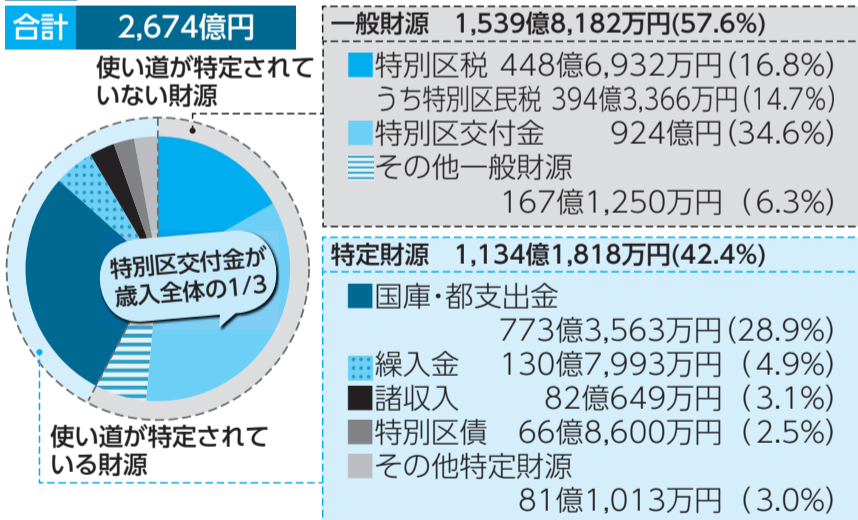 合計 2,674億円
使い道が特定されて
いない財源
一般財源 1,539億8,182万円(57.6%)
特別区税 448億6,932万円(16.8%)
うち特別区民税 394億3,366万円(14.7%)
特別区交付金 924億円(34.6%)
その他一般財源
167億1,250万円 (6.3%)
特別区交付金が
歳入全体の1/3
特定財源 1,134億1,818万円(42.4%)
国庫・都支出金
773億3,563万円(28.9%)
繰入金 130億7,993万円 (4.9%)
諸収入 82億649万円 (3.1%)
特別区債 66億8,600万円 (2.5%)
その他特定財源
81億1,013万円 (3.0%)
使い道が特定されて
いる財源